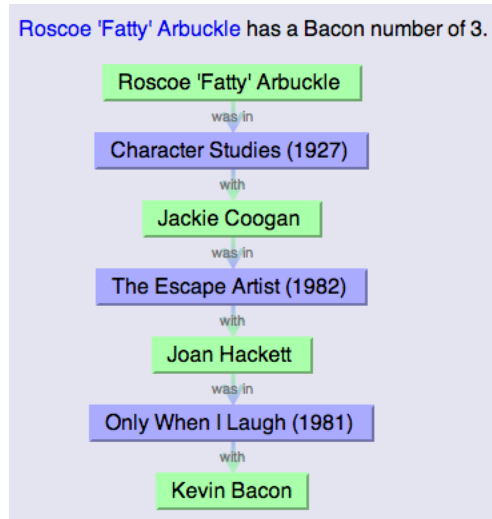 Roscoe 'Fatty' Arbuckle has a Bacon number of 3.
Roscoe 'Fatty' Arbuckle
was in
Character Studies (1927)
with
Jackie Coogan
was in
The Escape Artist (1982)
with
Joan Hackett
was in
Only When I Laugh (1981)
with
Kevin Bacon